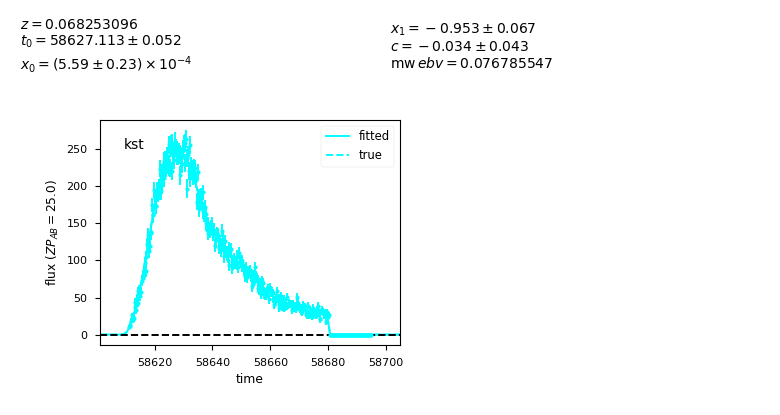 z = 0.068253096
t₀ = 58627.113 ± 0.052
x₀ = (5.59 ± 0.23) × 10⁻⁴
x₁ = −0.953 ± 0.067
c = −0.034 ± 0.043
mw ebv = 0.076785547
kst
fitted
true
flux (ZP_AB = 25.0)
250
200
150
100
50
0
58620 58640 58660 58680 58700
time